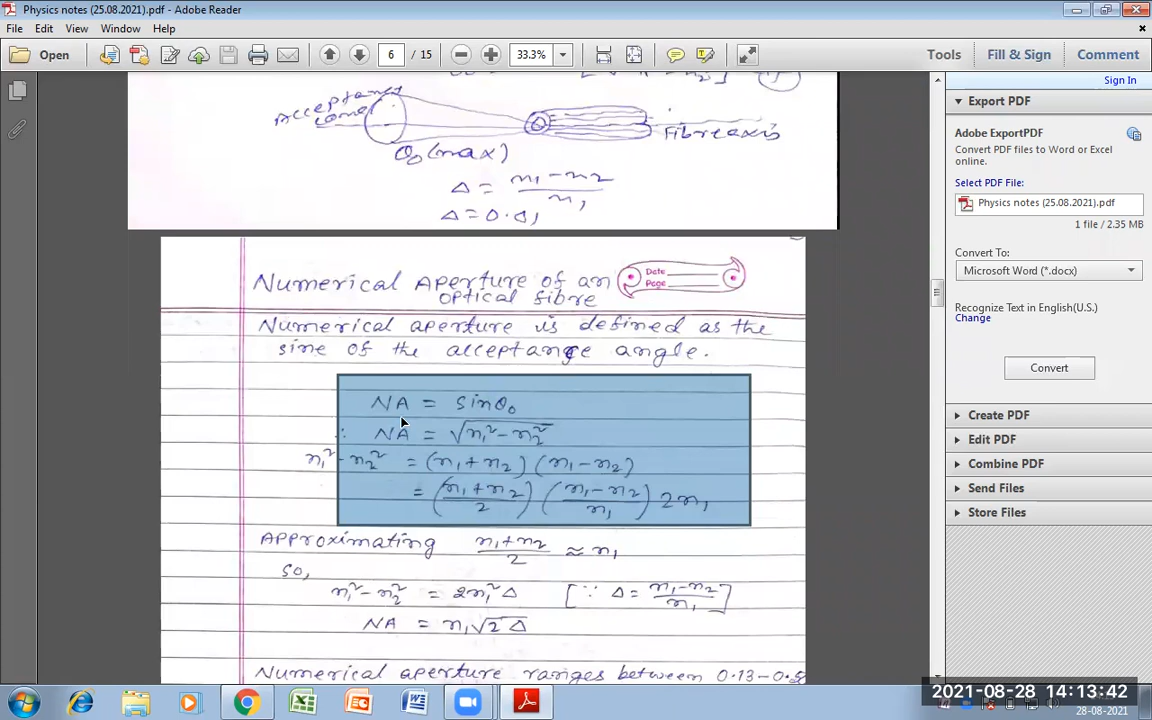 Physics notes (25.08.2021).pdf - Adobe Reader
File Edit View Window Help
Open 6 / 15 33.3% Tools Fill & Sign Comment
Sign In
Acceptance
cone
Fibre axis
θ₀ (max)
Δ = (n₁ - n₂) / n₁
Δ = 0.01
Numerical Aperture of an
optical fibre
Date
Page
Numerical aperture is defined as the
sine of the acceptance angle.
NA = sinθ₀
∴ NA = √(n₁² - n₂²)
n₁² - n₂² = (n₁ + n₂) (n₁ - n₂)
= ((n₁ + n₂) / 2) ((n₁ - n₂) / n₁) 2n₁
Approximating (n₁ + n₂) / 2 ≈ n₁
So,
n₁² - n₂² = 2n₁² Δ [∵ Δ = (n₁ - n₂) / n₁]
NA = n₁ √2Δ
Numerical aperture ranges between 0.13 -
Export PDF
Adobe ExportPDF
Convert PDF files to Word or Excel
online.
Select PDF File:
Physics notes (25.08.2021).pdf
1 file / 2.35 MB
Convert To:
Microsoft Word (*.docx)
Recognize Text in English(U.S.)
Change
Convert
Create PDF
Edit PDF
Combine PDF
Send Files
Store Files
2021-08-28 14:13:42
28-08-2021